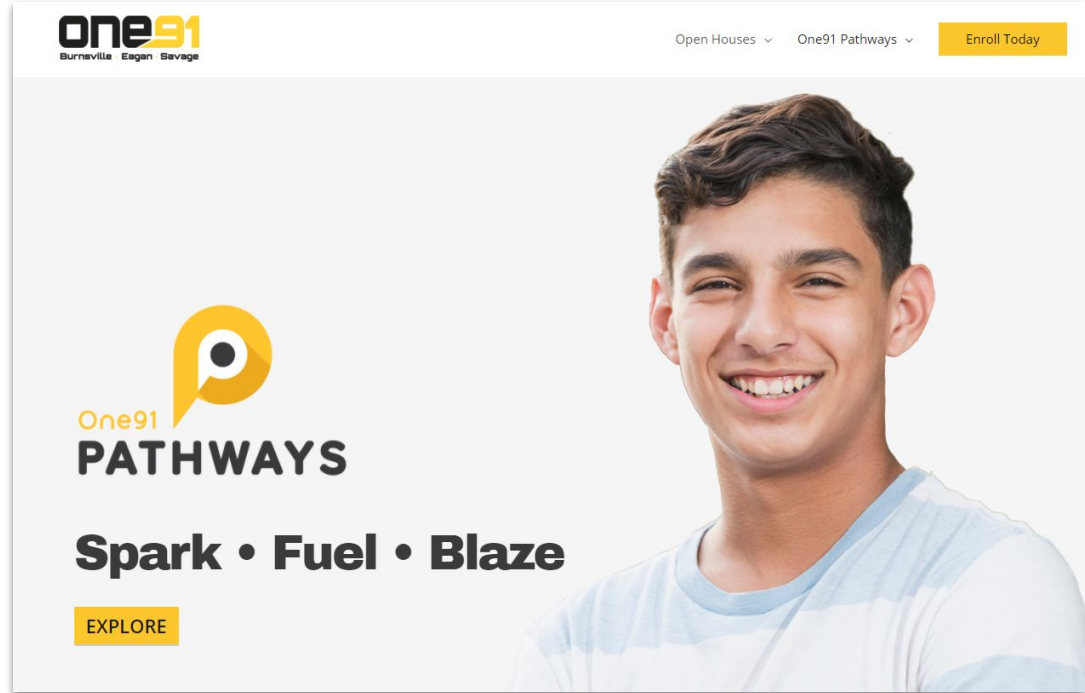 one91
Burnsville Eagan Savage
Open Houses
One91 Pathways
Enroll Today
One91
PATHWAYS
Spark • Fuel • Blaze
EXPLORE